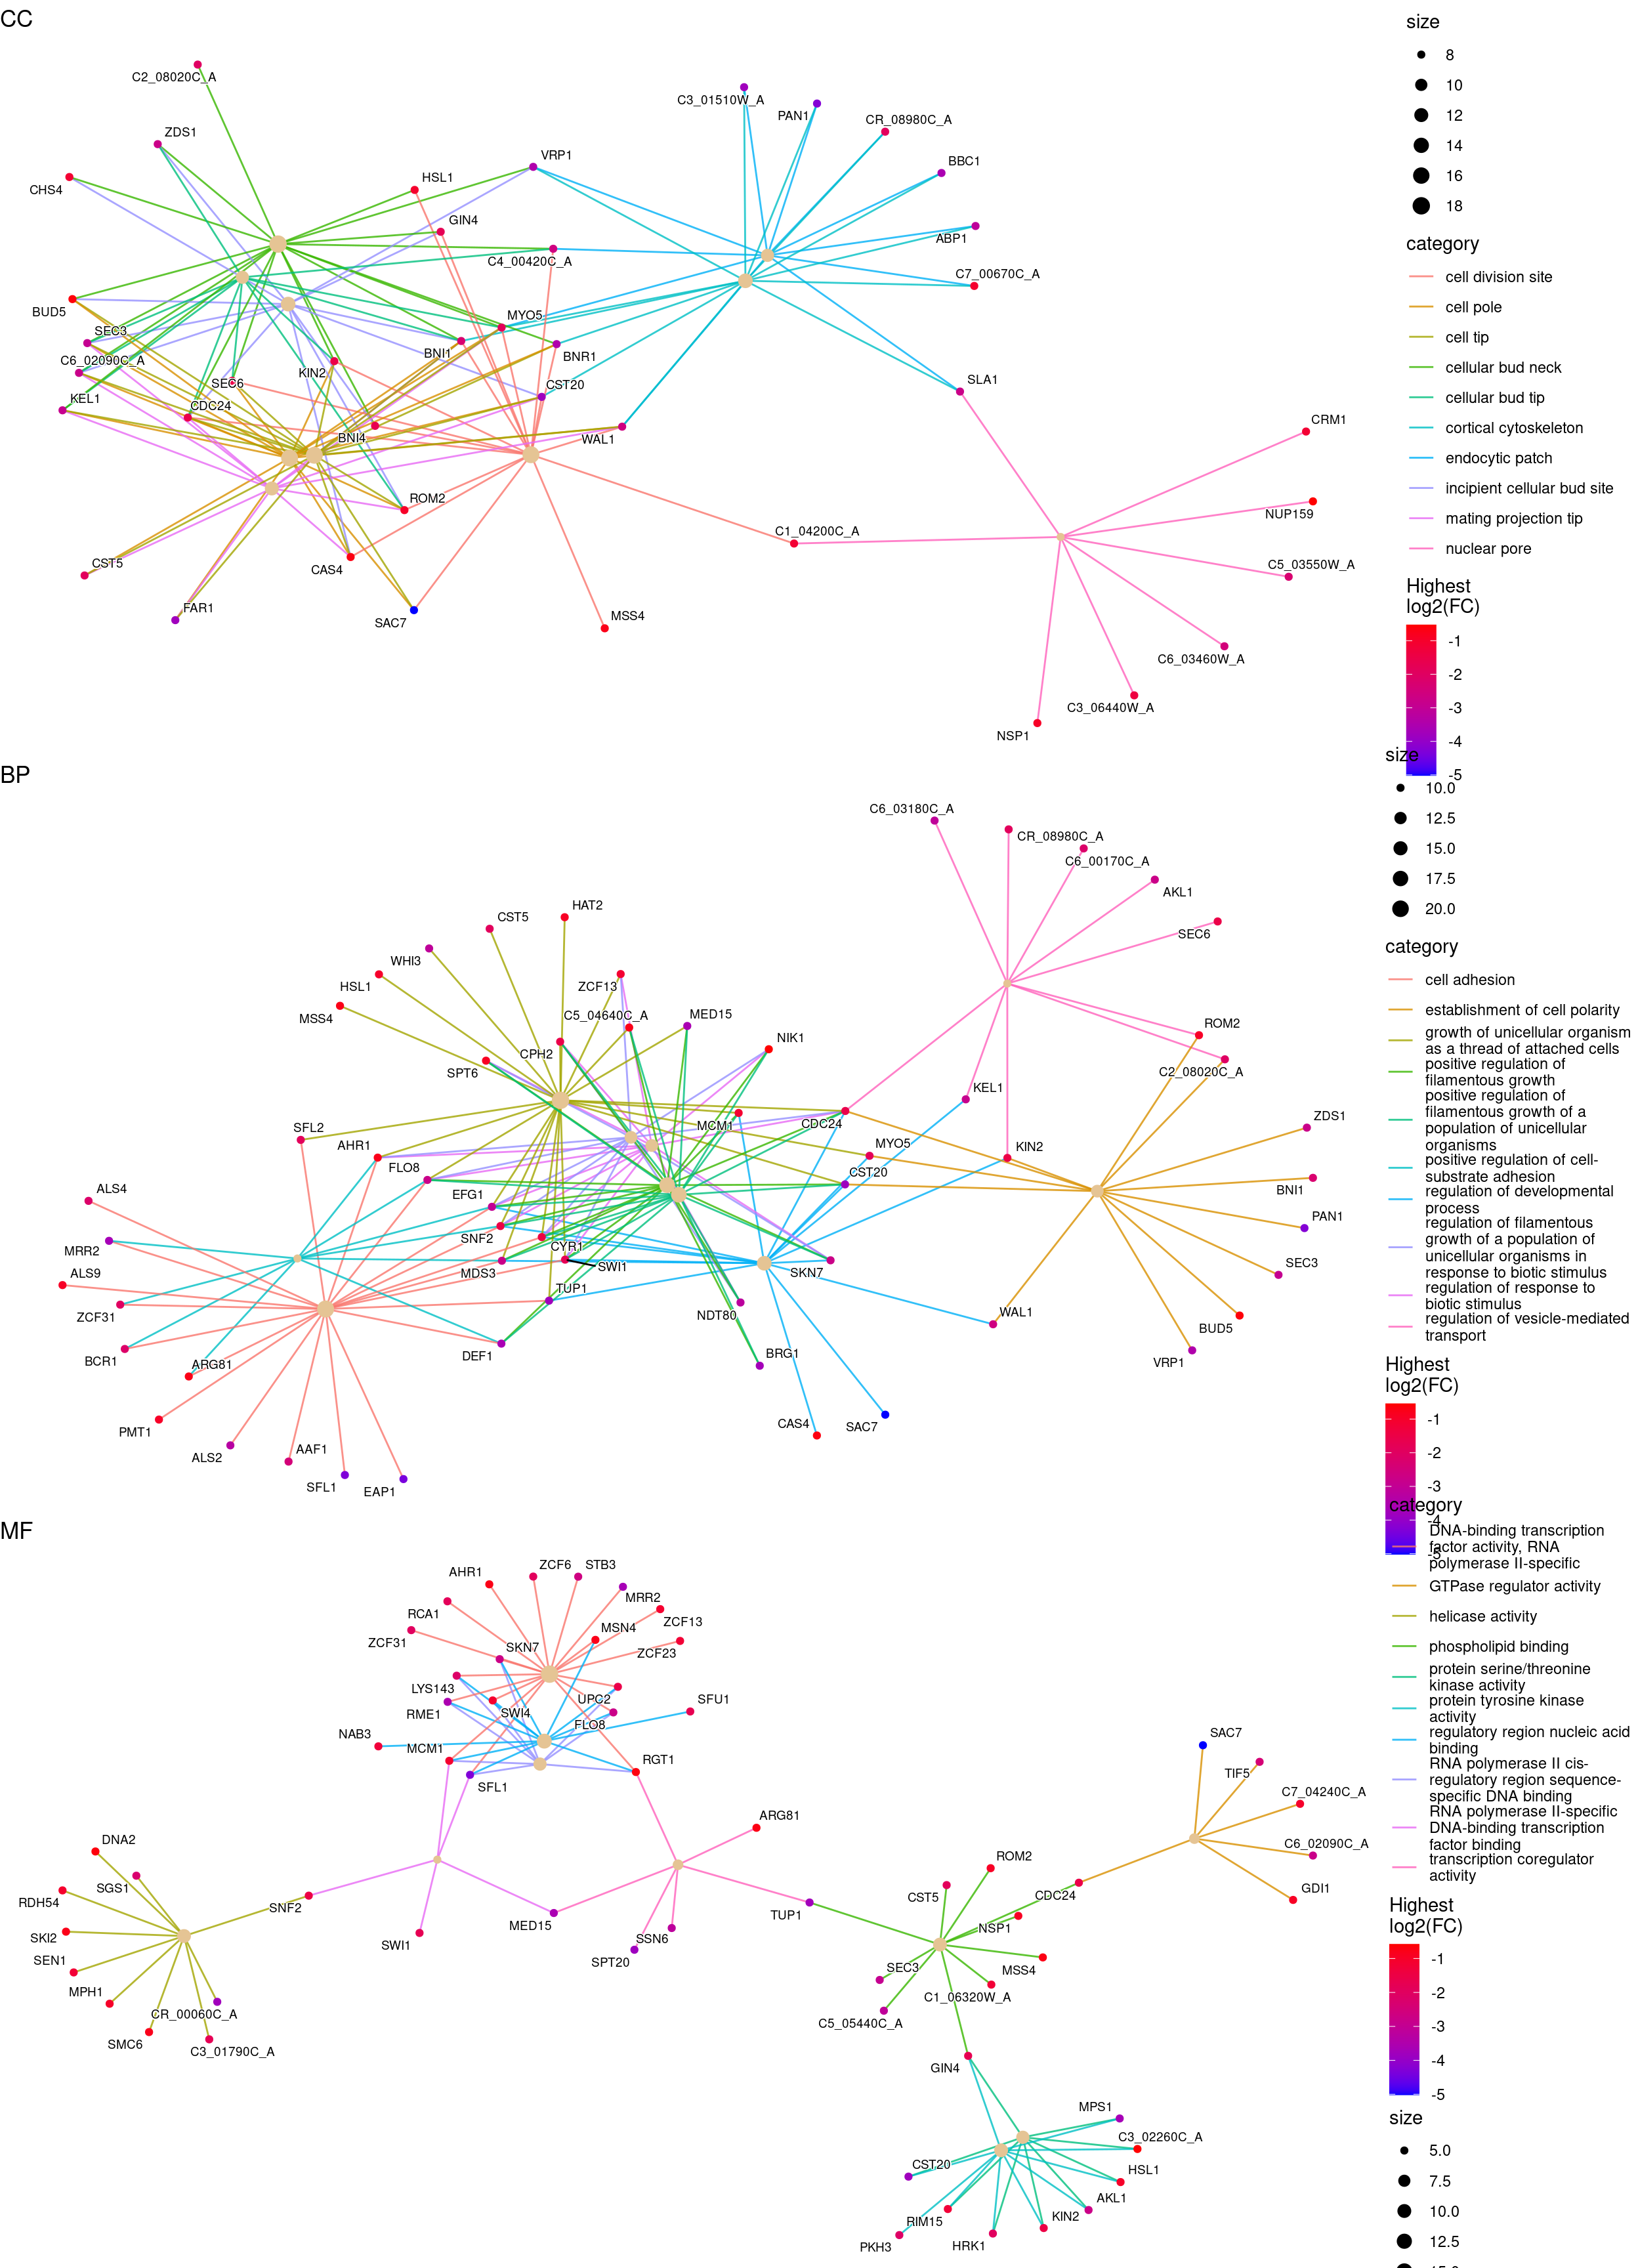 CC
C2_08020C_A
ZDS1
CHS4
HSL1
VRP1
GIN4
C4_00420C_A
C3_01510W_A
PAN1
CR_08980C_A
BBC1
ABP1
C7_00670C_A
BUD5
SEC3
C6_02090C_A
KEL1
SEC6
CDC24
KIN2
BNI1
MYO5
BNR1
CST20
BNI4
WAL1
SLA1
ROM2
CST5
CAS4
FAR1
SAC7
MSS4
C1_04200C_A
CRM1
NUP159
C5_03550W_A
C6_03460W_A
C3_06440W_A
NSP1
size
8
10
12
14
16
18
category
cell division site
cell pole
cell tip
cellular bud neck
cellular bud tip
cortical cytoskeleton
endocytic patch
incipient cellular bud site
mating projection tip
nuclear pore
Highest
log2(FC)
-1
-2
-3
-4
-5
BP
C6_03180C_A
CR_08980C_A
C6_00170C_A
AKL1
SEC6
CST5
HAT2
WHI3
HSL1
MSS4
ZCF13
C5_04640C_A
MED15
NIK1
CPH2
SPT6
ROM2
C2_08020C_A
KEL1
MCM1
CDC24
SFL2
AHR1
FLO8
MYO5
CST20
KIN2
ZDS1
BNI1
PAN1
SEC3
BUD5
VRP1
WAL1
ALS4
MRR2
ALS9
ZCF31
BCR1
ARG81
PMT1
ALS2
AAF1
SFL1
EAP1
EFG1
SNF2
CYR1
MDS3
SWI1
TUP1
DEF1
NDT80
BRG1
SKN7
CAS4
SAC7
size
10.0
12.5
15.0
17.5
20.0
category
cell adhesion
establishment of cell polarity
growth of unicellular organism
as a thread of attached cells
positive regulation of
filamentous growth
positive regulation of
filamentous growth of a
population of unicellular
organisms
positive regulation of cell-
substrate adhesion
regulation of developmental
process
regulation of filamentous
growth of a population of
unicellular organisms in
response to biotic stimulus
regulation of response to
biotic stimulus
regulation of vesicle-mediated
transport
Highest
log2(FC)
-1
-2
-3
-4
-5
MF
AHR1
ZCF6
STB3
MRR2
RCA1
ZCF13
ZCF31
MSN4
ZCF23
SKN7
LYS143
RME1
SWI4
UPC2
FLO8
SFU1
NAB3
MCM1
SFL1
RGT1
ARG81
DNA2
SGS1
RDH54
SKI2
SEN1
MPH1
SMC6
CR_00060C_A
C3_01790C_A
SNF2
SWI1
MED15
SPT20
SSN6
TUP1
SAC7
TIF5
C7_04240C_A
C6_02090C_A
GDI1
ROM2
CST5
CDC24
NSP1
MSS4
SEC3
C1_06320W_A
C5_05440C_A
GIN4
MPS1
C3_02260C_A
HSL1
AKL1
KIN2
HRK1
RIM15
PKH3
CST20
category
DNA-binding transcription
factor activity, RNA
polymerase II-specific
GTPase regulator activity
helicase activity
phospholipid binding
protein serine/threonine
kinase activity
protein tyrosine kinase
activity
regulatory region nucleic acid
binding
RNA polymerase II cis-
regulatory region sequence-
specific DNA binding
RNA polymerase II-specific
DNA-binding transcription
factor binding
transcription coregulator
activity
Highest
log2(FC)
-1
-2
-3
-4
-5
size
5.0
7.5
10.0
12.5